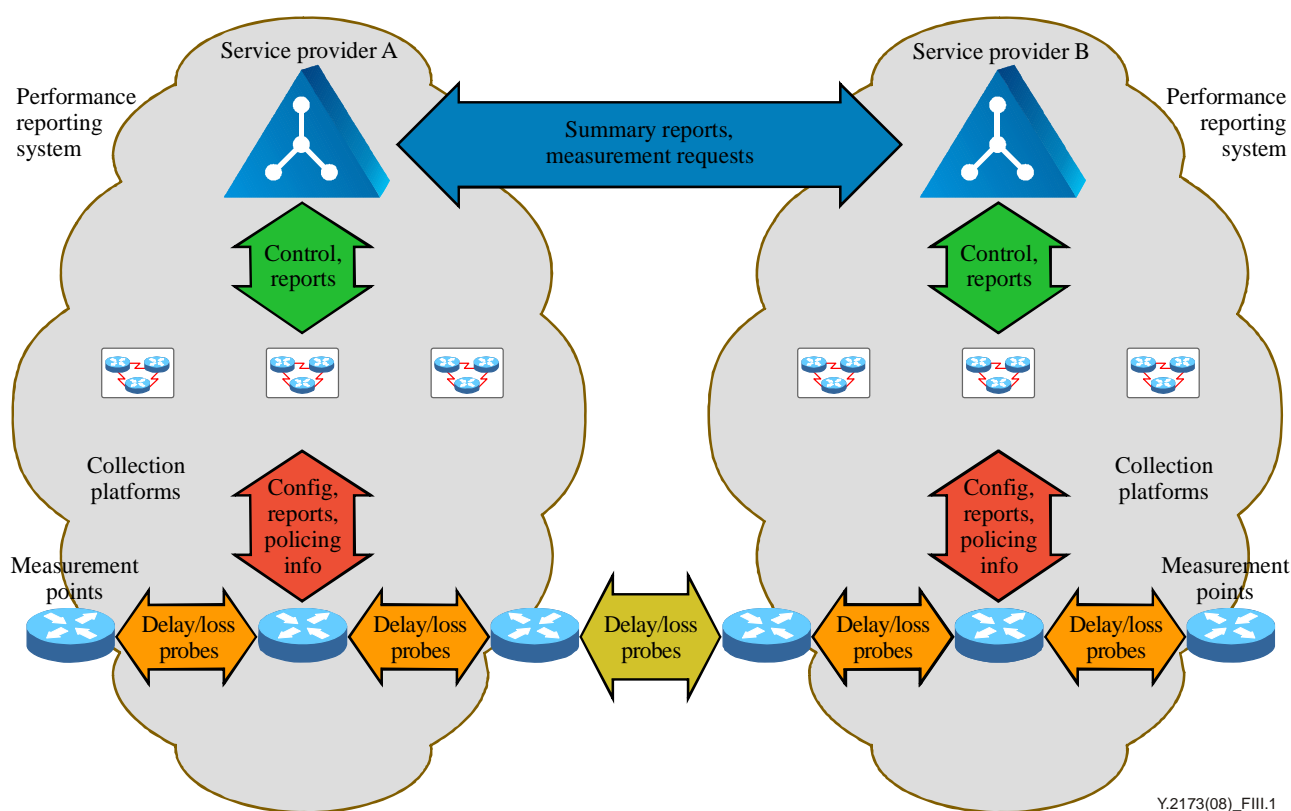 Service provider A
Service provider B
Performance
reporting
system
Summary reports,
measurement requests
Performance
reporting
system
Control,
reports
Control,
reports
Collection
platforms
Config,
reports,
policing
info
Config,
reports,
policing
info
Collection
platforms
Measurement
points
Delay/loss
probes
Delay/loss
probes
Delay/loss
probes
Delay/loss
probes
Delay/loss
probes
Measurement
points
Y.2173(08)_FIII.1